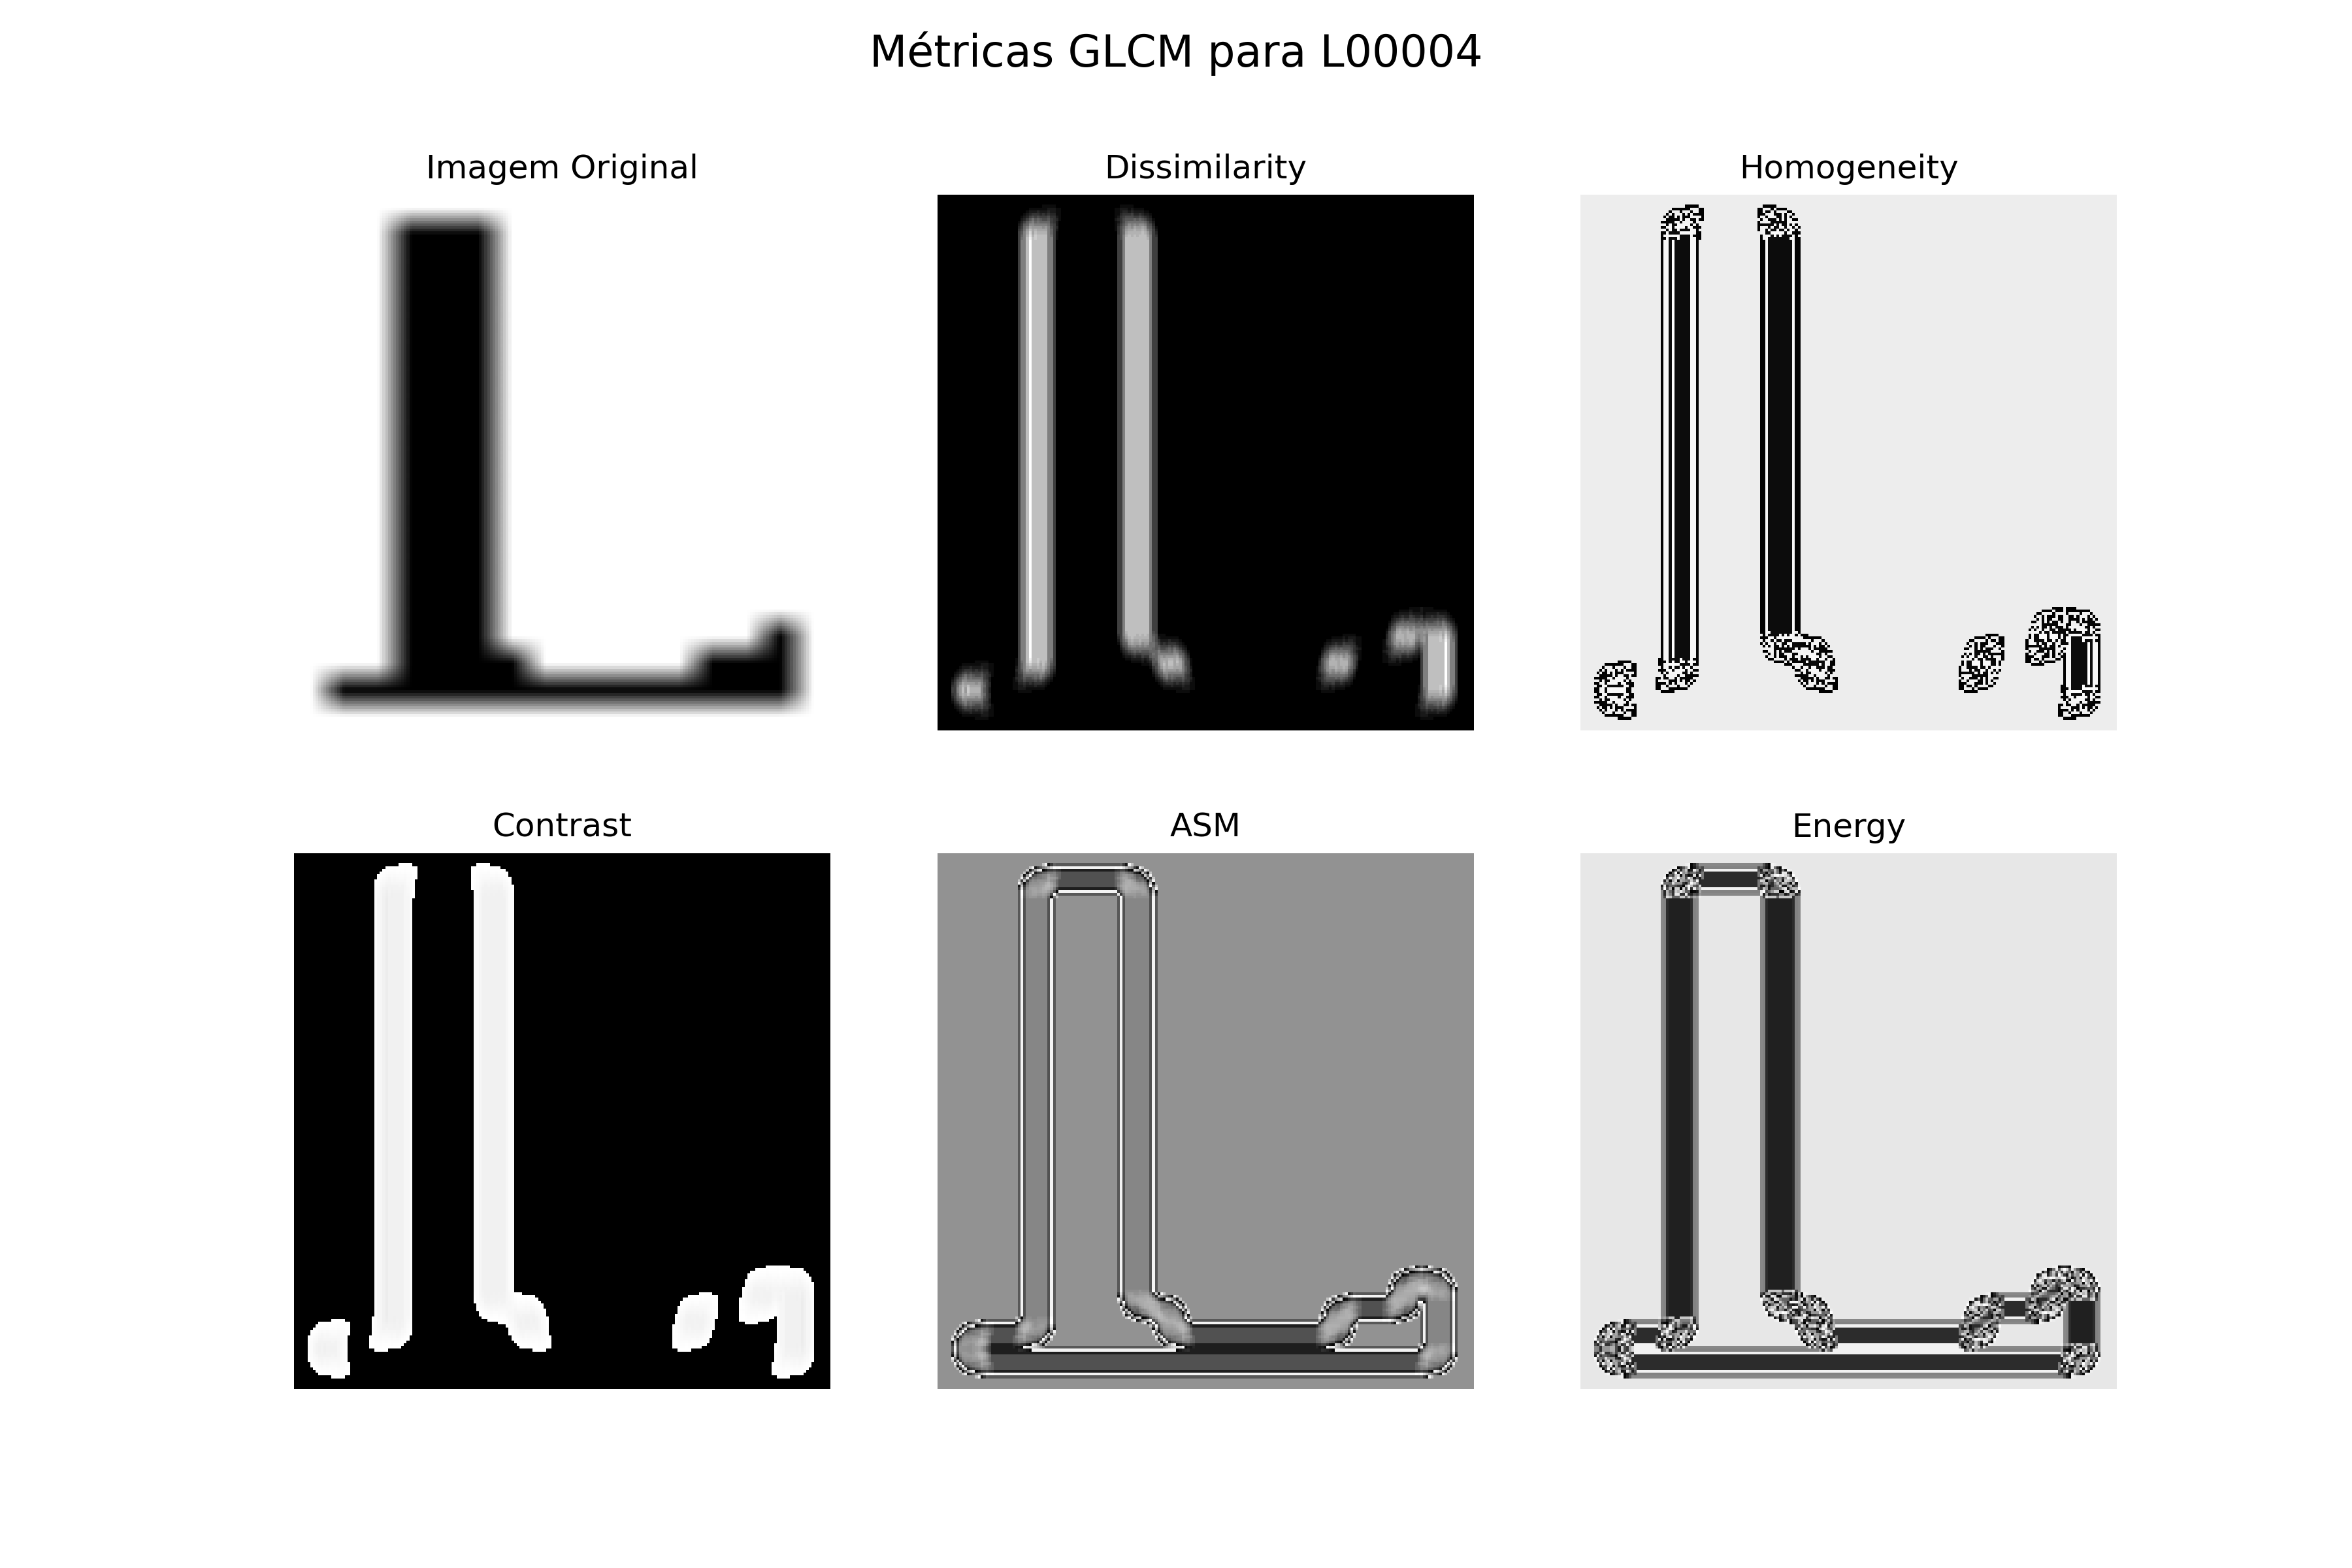 Métricas GLCM para L00004
Imagem Original
Dissimilarity
Homogeneity
L
Contrast
ASM
Energy